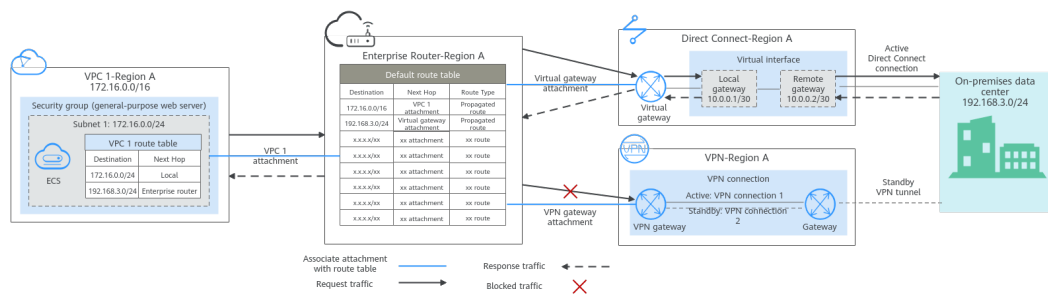 VPC 1-Region A
172.16.0.0/16
Security group (general-purpose web server)
Subnet 1: 172.16.0.0/24
ECS
VPC 1 route table
Destination Next Hop
172.16.0.0/24 Local
192.168.3.0/24 Enterprise router
VPC 1
attachment
Enterprise Router-Region A
Default route table
Destination Next Hop Route Type
172.16.0.0/16 VPC 1 attachment Propagated route
192.168.3.0/24 Virtual gateway attachment Propagated route
x.x.x.x/xx xx attachment xx route
x.x.x.x/xx xx attachment xx route
x.x.x.x/xx xx attachment xx route
x.x.x.x/xx xx attachment xx route
x.x.x.x/xx xx attachment xx route
x.x.x.x/xx xx attachment xx route
Virtual gateway
attachment
VPN gateway
attachment
Direct Connect-Region A
Virtual interface
Virtual
gateway
Local
gateway
10.0.0.1/30
Remote
gateway
10.0.0.2/30
Active
Direct Connect
connection
On-premises data
center
192.168.3.0/24
VPN
VPN-Region A
VPN connection
Active: VPN connection 1
Standby: VPN connection
2
VPN gateway
Gateway
Standby
VPN tunnel
Associate attachment
with route table
Request traffic
Response traffic
Blocked traffic